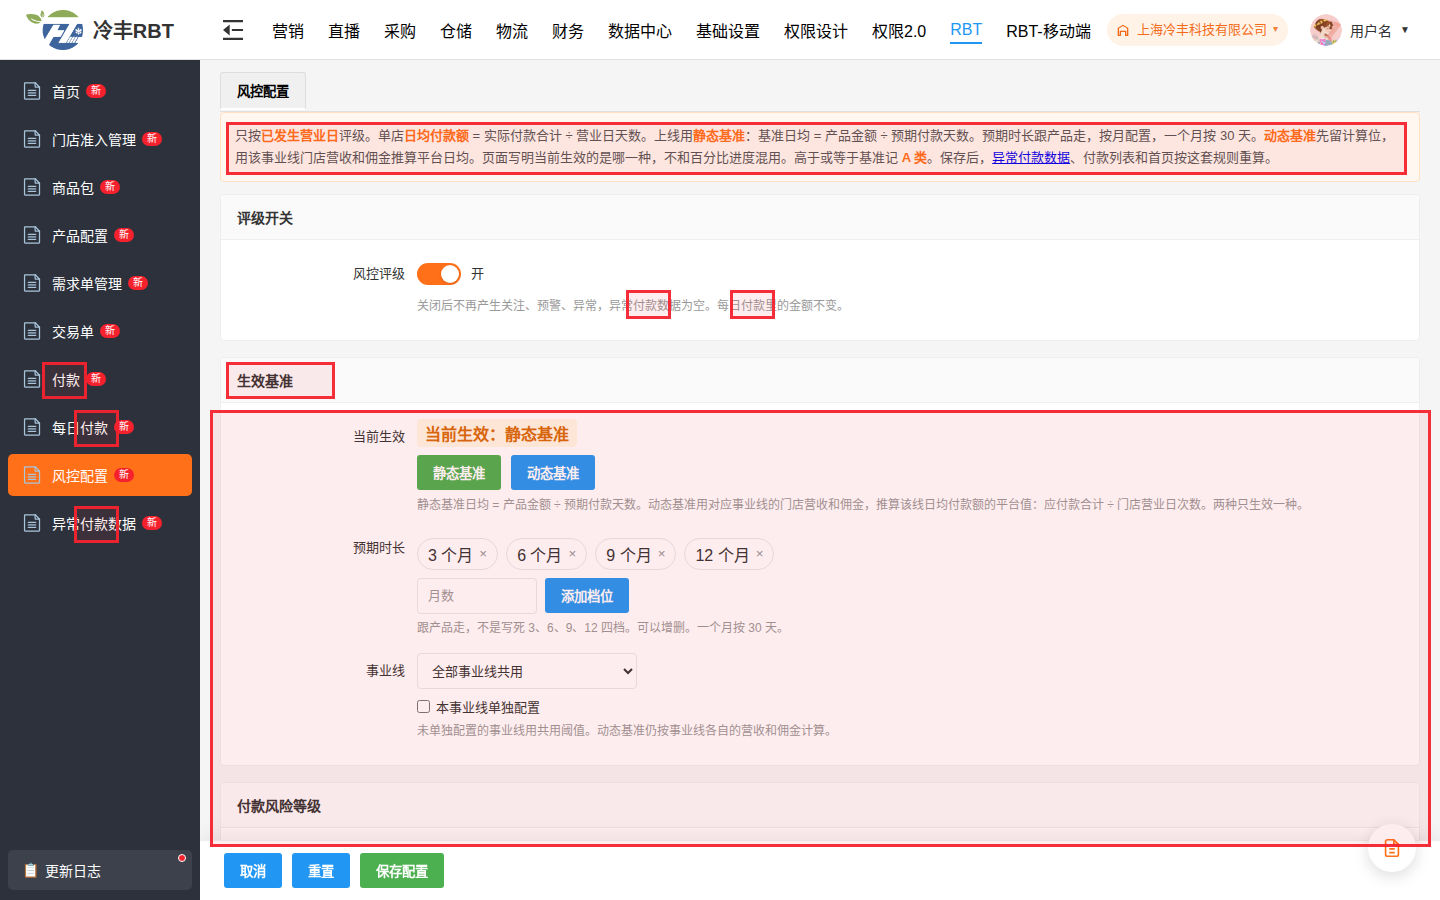 冷丰RBT
营销 直播 采购 仓储 物流 财务 数据中心 基础设置 权限设计 权限2.0 RBT RBT-移动端 上海冷丰科技有限公司 ▾ 用户名 ▼
首页 新
门店准入管理 新
商品包 新
产品配置 新
需求单管理 新
交易单 新
付款 新
每日付款 新
风控配置 新
异常付款数据 新
更新日志
风控配置
只按已发生营业日评级。单店日均付款额 = 实际付款合计 ÷ 营业日天数。上线用静态基准：基准日均 = 产品金额 ÷ 预期付款天数。预期时长跟产品走，按月配置，一个月按 30 天。动态基准先留计算位，
用该事业线门店营收和佣金推算平台日均。页面写明当前生效的是哪一种，不和百分比进度混用。高于或等于基准记 A 类。保存后，异常付款数据、付款列表和首页按这套规则重算。
评级开关
风控评级 开
关闭后不再产生关注、预警、异常，异常付款数据为空。每日付款里的金额不变。
生效基准
当前生效 当前生效：静态基准
静态基准 动态基准
静态基准日均 = 产品金额 ÷ 预期付款天数。动态基准用对应事业线的门店营收和佣金，推算该线日均付款额的平台值：应付款合计 ÷ 门店营业日次数。两种只生效一种。
预期时长 3 个月 × 6 个月 × 9 个月 × 12 个月 ×
月数 添加档位
跟产品走，不是写死 3、6、9、12 四档。可以增删。一个月按 30 天。
事业线 全部事业线共用
本事业线单独配置
未单独配置的事业线用共用阈值。动态基准仍按事业线各自的营收和佣金计算。
付款风险等级
取消 重置 保存配置